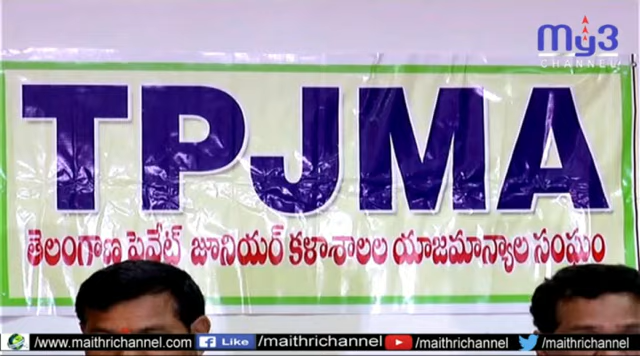 My3
CHANNEL
TPJMA
తెలంగాణ పైవేట్ జూనియర్ కళాశాలల యాజమాన్యాల సంఘం
www.maithrichannel.com Like /maithrichannel /maithrichannel /maithrichannel